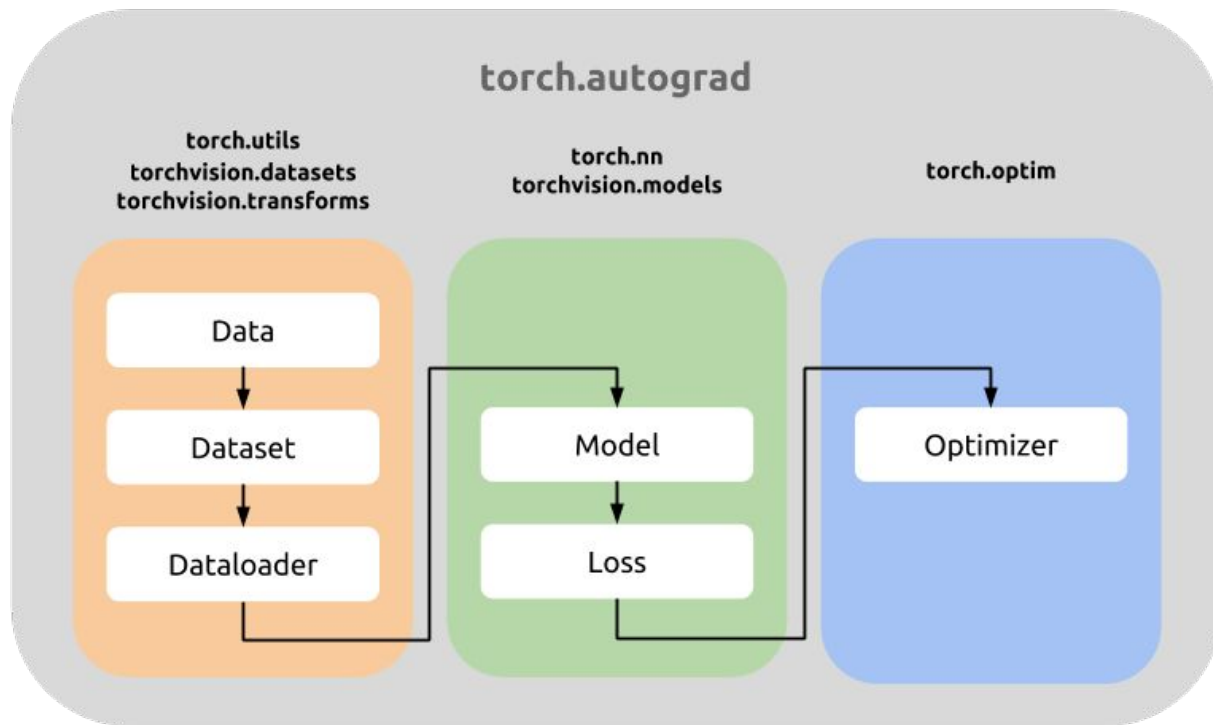 torch.autograd
torch.utils
torchvision.datasets
torchvision.transforms
torch.nn
torchvision.models
torch.optim
Data
Dataset
Dataloader
Model
Loss
Optimizer